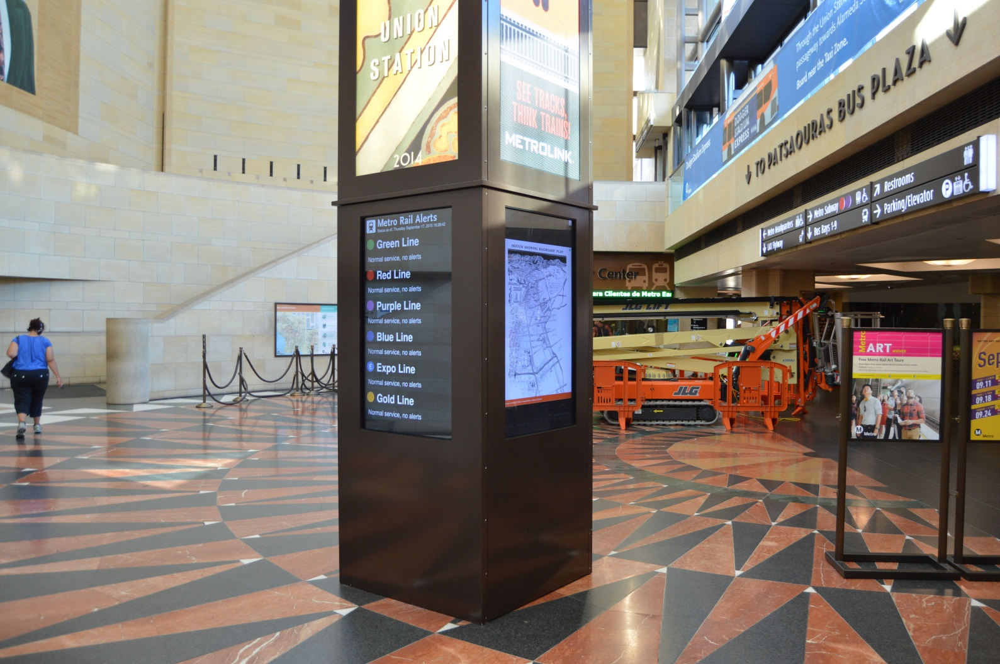 UNION
STATION
2014
SEE TRACKS,
THINK TRAINS!
METROLINK
Metro Rail Alerts
Status as of: Thursday September 17, 2015
Green Line
Normal service, no alerts
Red Line
Normal service, no alerts
Purple Line
Normal service, no alerts
Blue Line
Normal service, no alerts
E Expo Line
Normal service, no alerts
Gold Line
Normal service, no alerts
SKETCH SHOWING RAILROADS' PLAN
Through the Union Station
passageway towards Alameda S
Board near the Taxi Zone.
DODGER
STADIUM
EXPRESS
Dodger Stadium Express
TO PATSAOURAS BUS PLAZA
Metro Headquarters
LAX Flyaway
Metro Subway
Bus Bays 1-9
Restrooms
Parking/Elevator
P
Center
ara Clientes de Metro Eas
JLG LIFT
JLG
Metro
ART MOVES
Free Metro Rail Art Tours
M Metro
Sep
09.11
09.18
09.24
M Metro